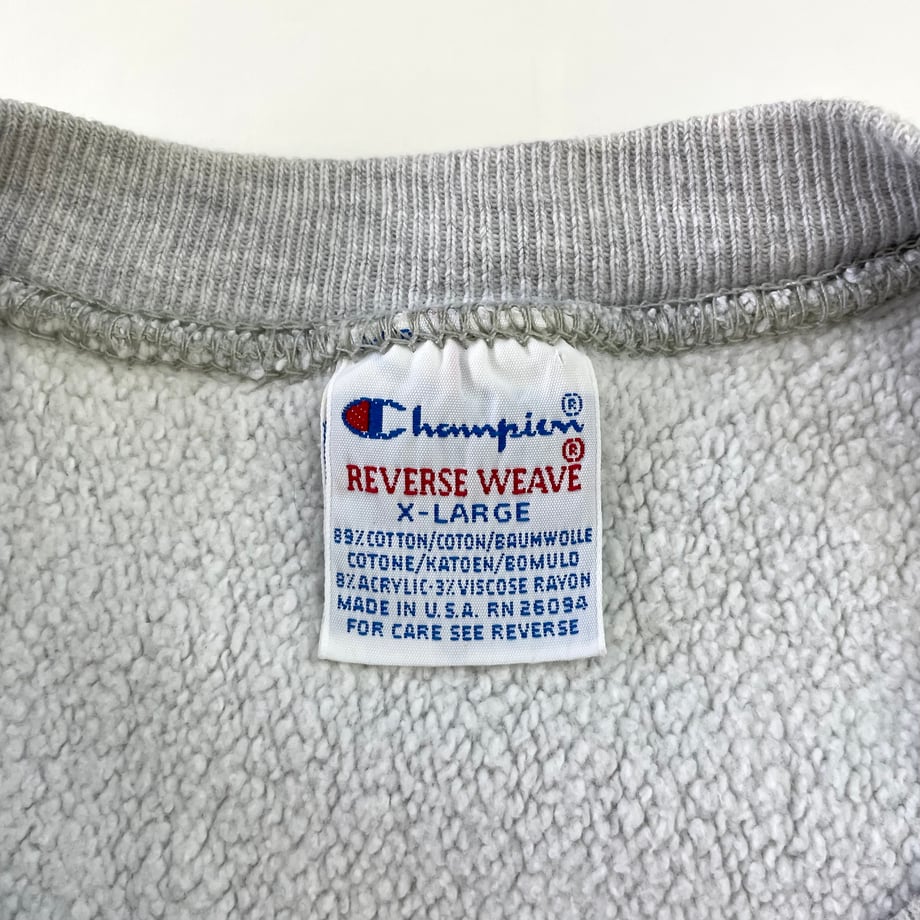 Champion®
REVERSE WEAVE®
X-LARGE
89% COTTON/COTON/BAUMWOLLE
COTONE/KATOEN/BOMULD
8% ACRYLIC-3% VISCOSE RAYON
MADE IN U.S.A. RN 26094
FOR CARE SEE REVERSE